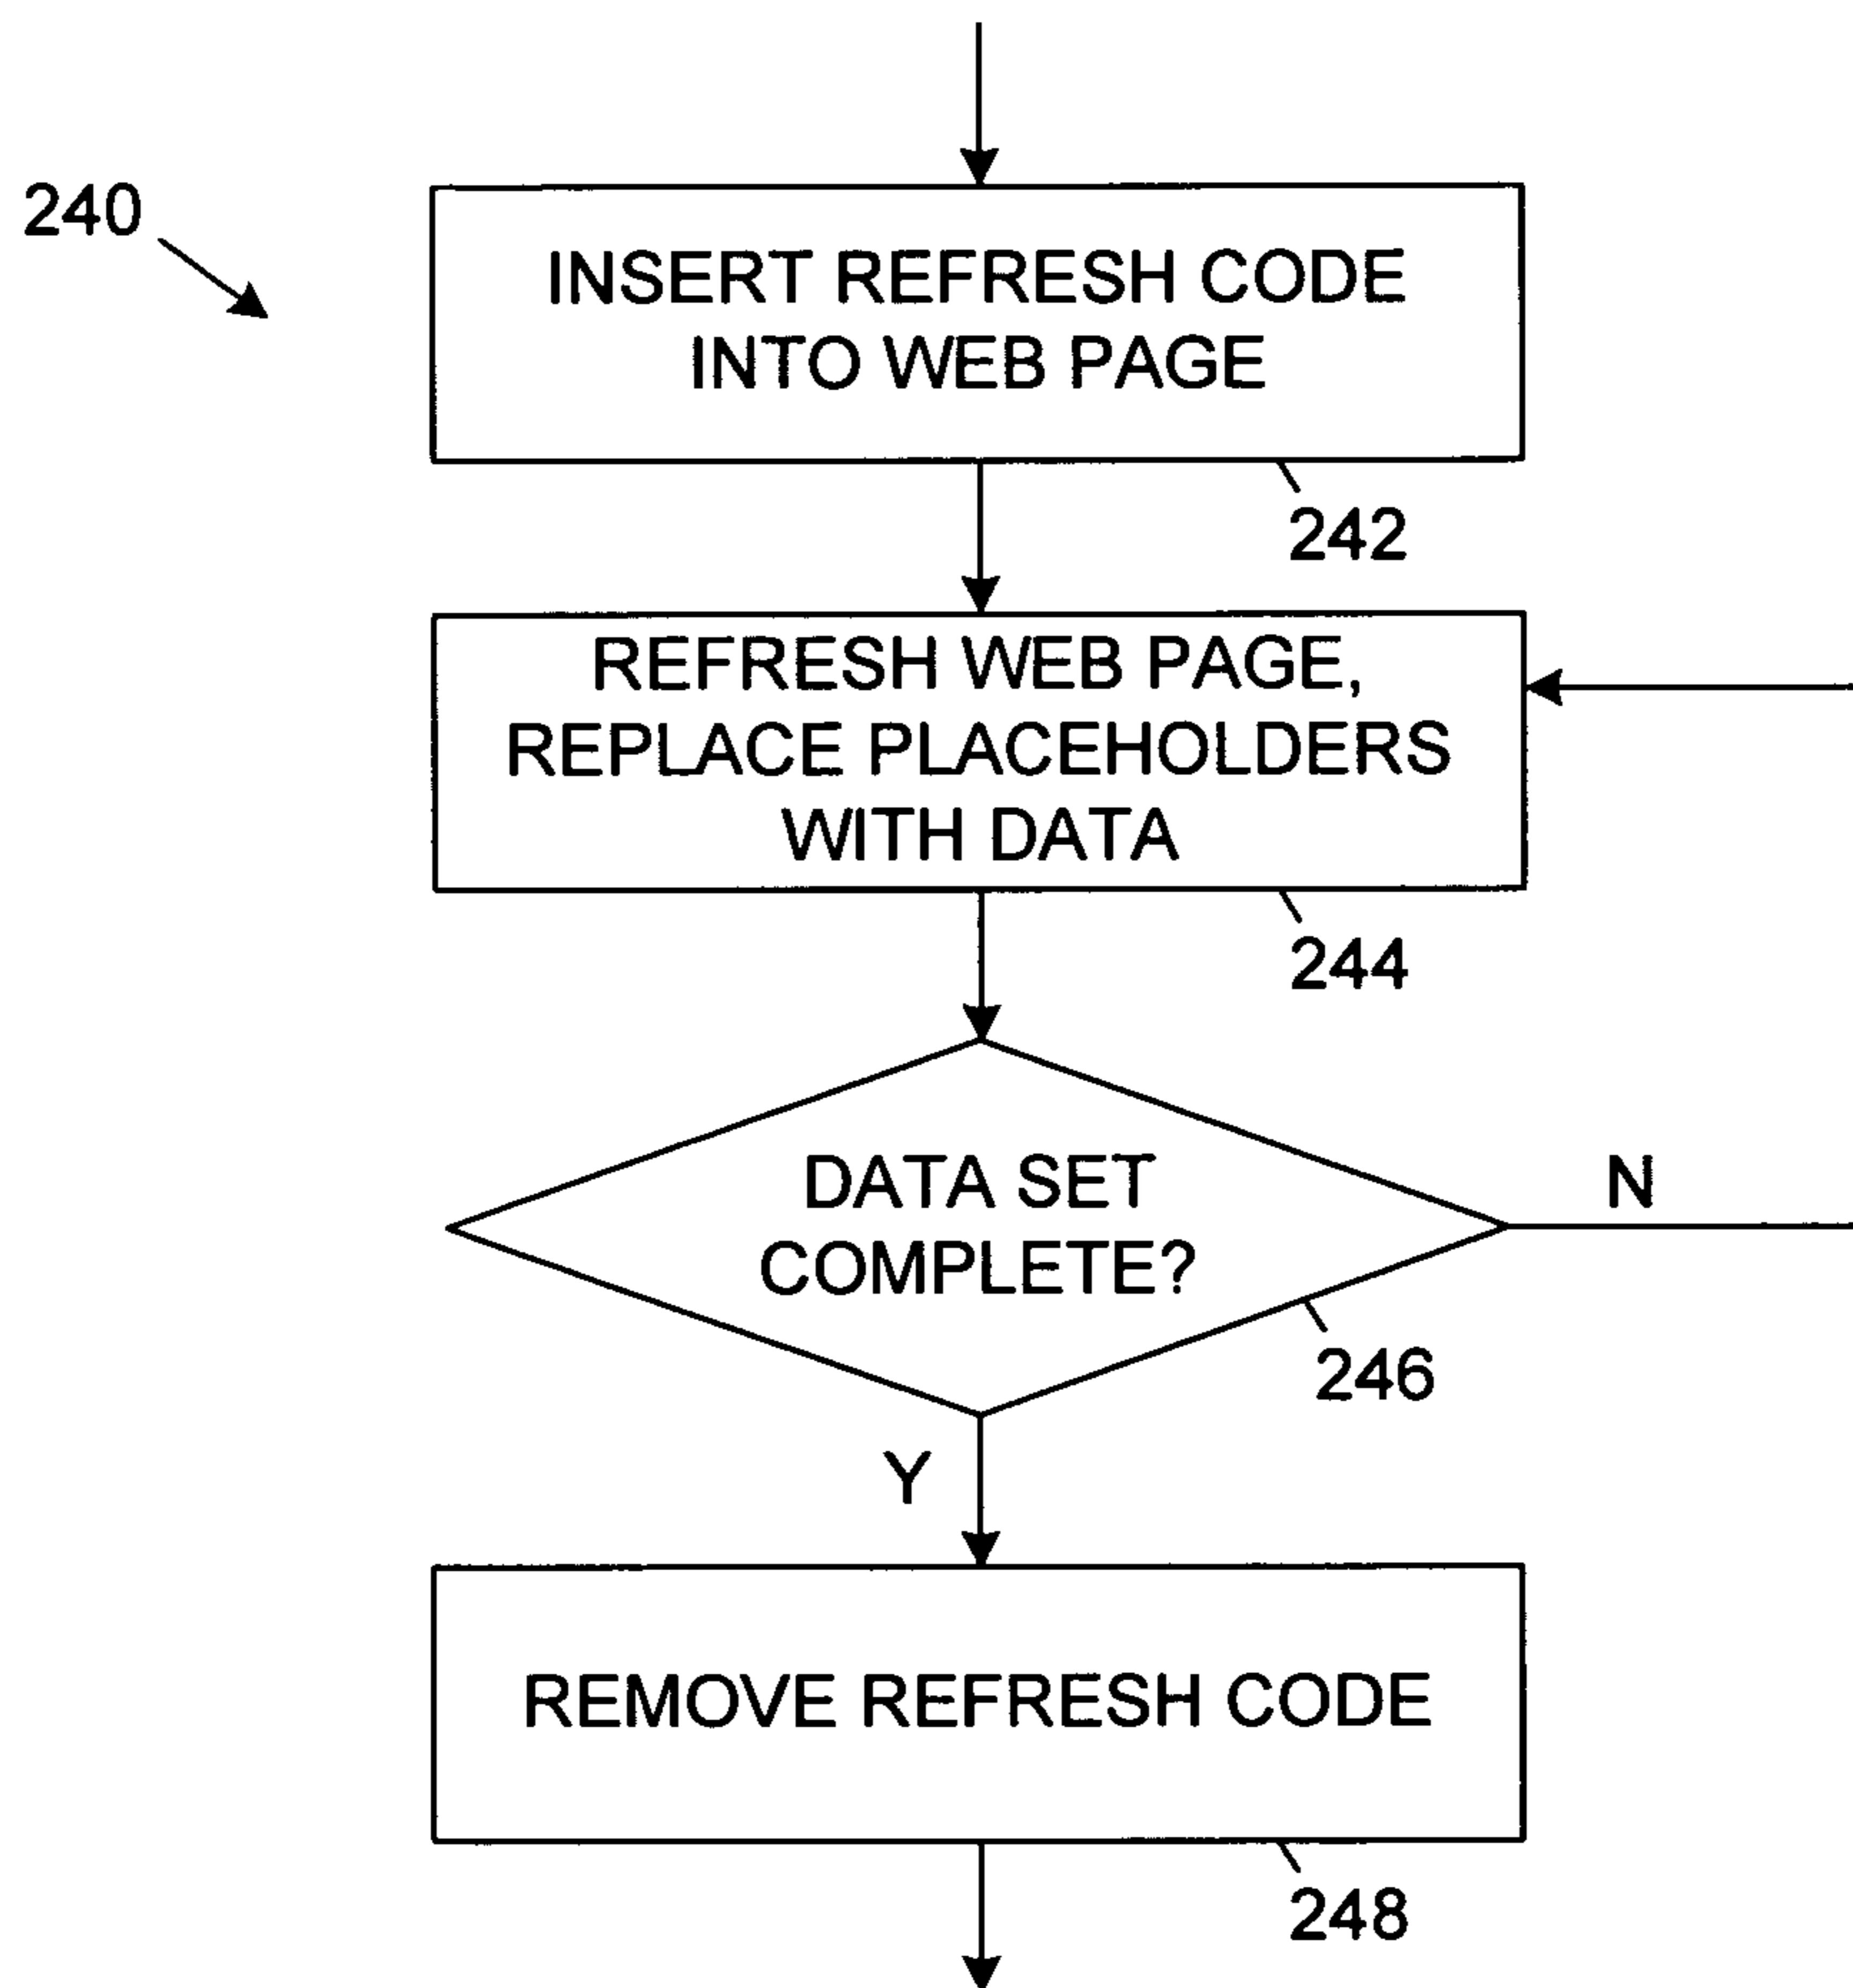 240
INSERT REFRESH CODE
INTO WEB PAGE
242
REFRESH WEB PAGE,
REPLACE PLACEHOLDERS
WITH DATA
244
DATA SET
COMPLETE?
N
246
Y
REMOVE REFRESH CODE
248